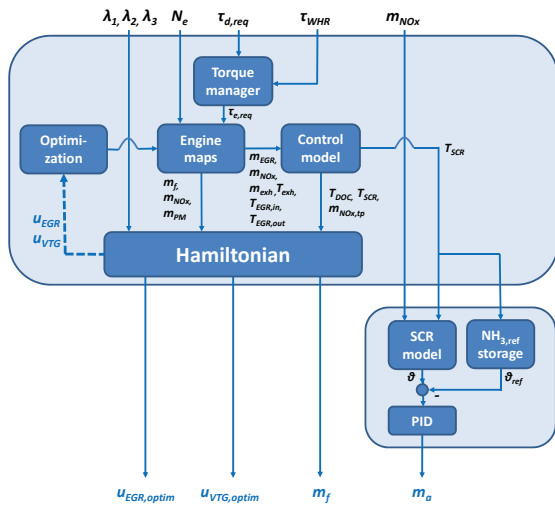 λ1, λ2, λ3 Ne τd,req τWHR mNOx
Torque
manager
τe,req
Optimi-
zation
Engine
maps
Control
model
TSCR
mf,
mNOx,
mPM
mEGR,
mNOx,
mexh ,Texh,
TEGR,in,
TEGR,out
TDOC, TSCR,
mNOx,tp
uEGR
uVTG
Hamiltonian
SCR
model
NH3,ref
storage
ϑ
ϑref
-
PID
uEGR,optim uVTG,optim mf ma